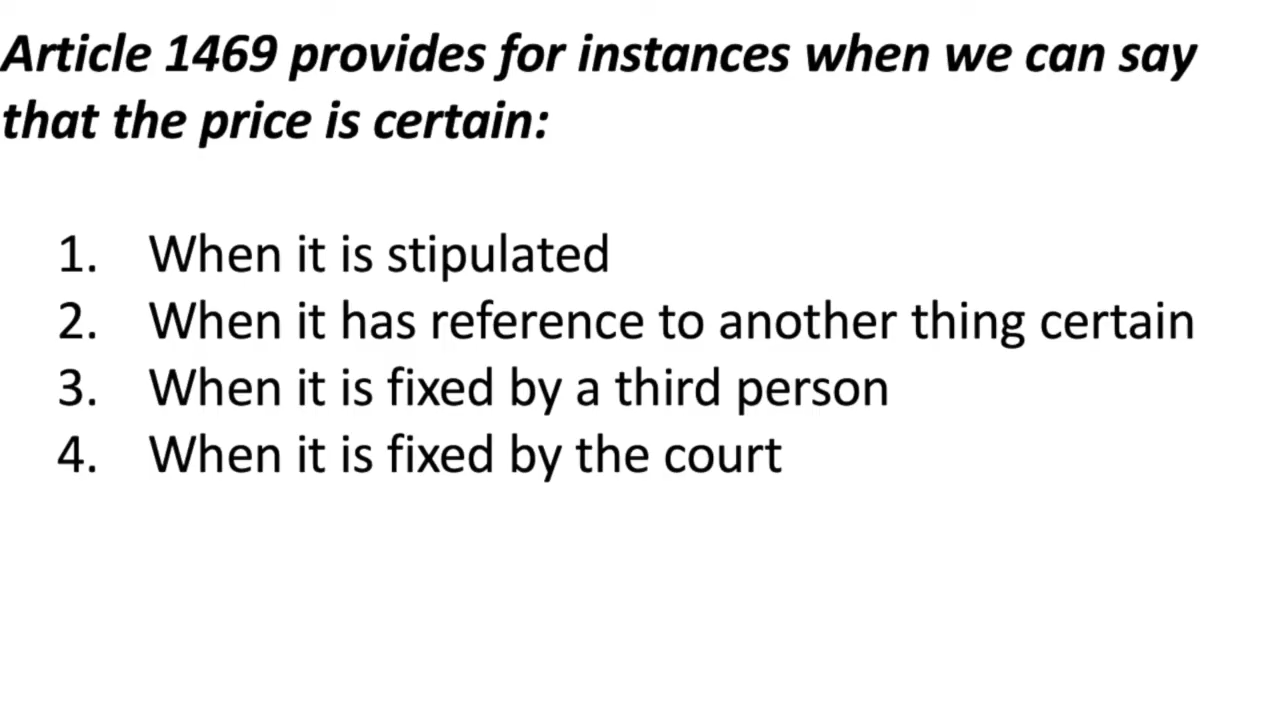 Article 1469 provides for instances when we can say
that the price is certain:
1. When it is stipulated
2. When it has reference to another thing certain
3. When it is fixed by a third person
4. When it is fixed by the court